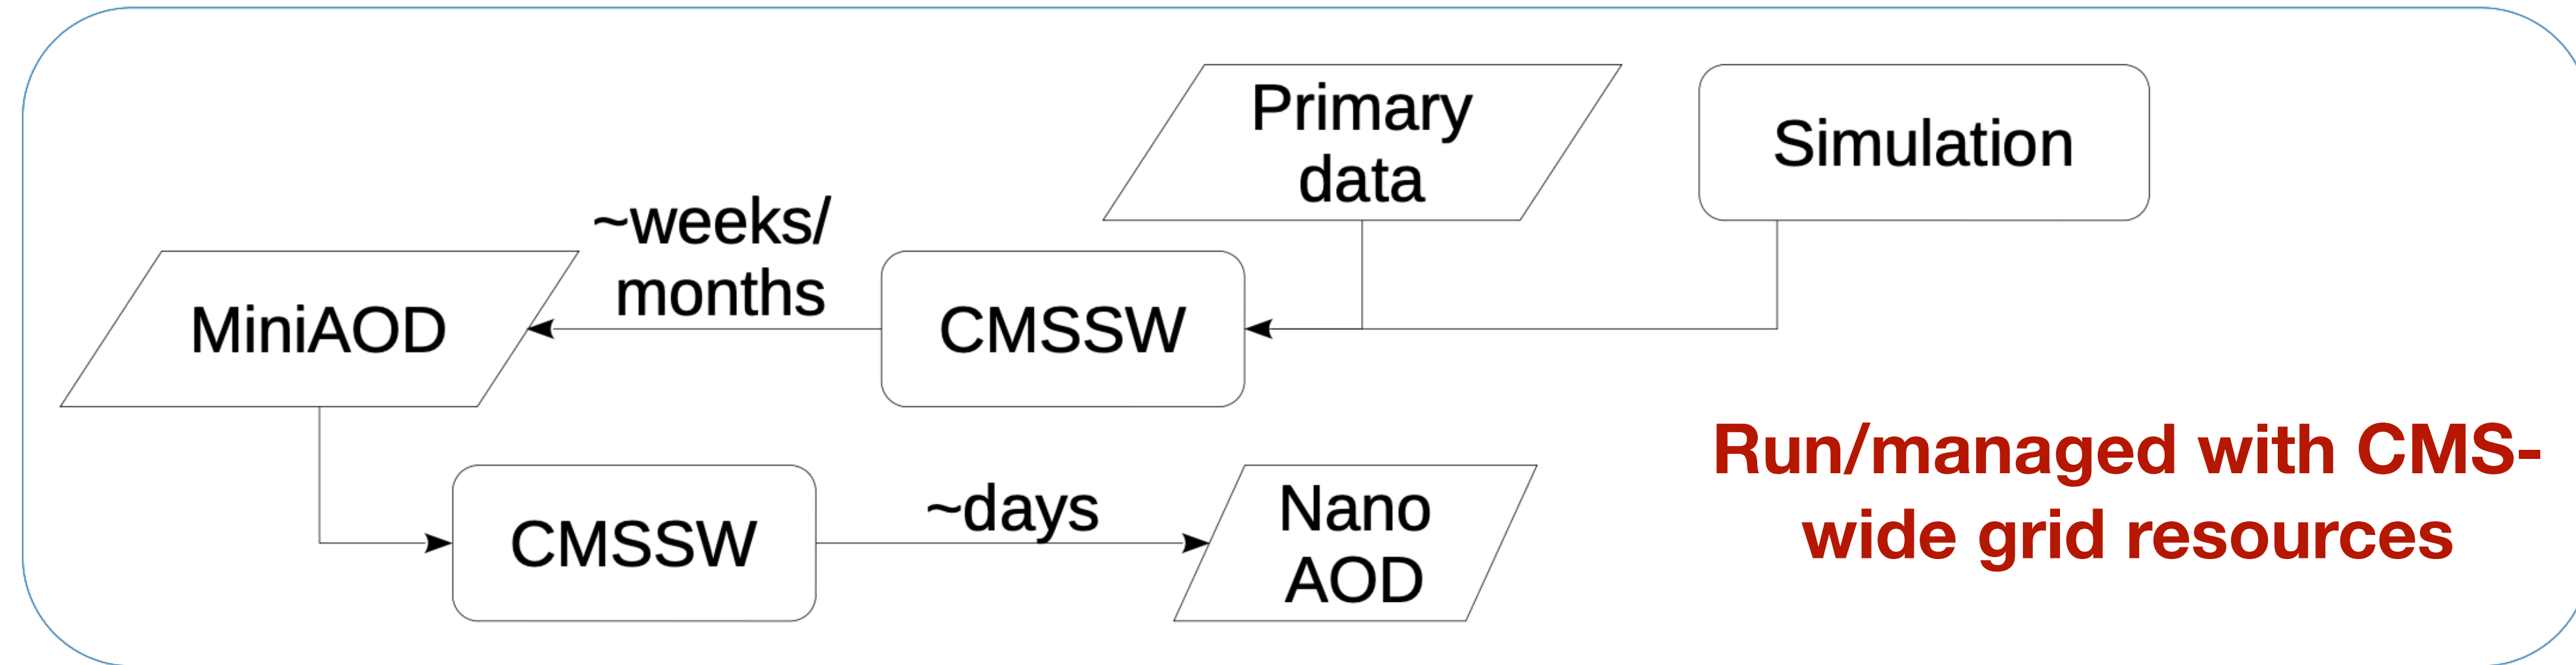 Primary
data
Simulation
~weeks/
months
MiniAOD
CMSSW
CMSSW
~days
Nano
AOD
Run/managed with CMS-
wide grid resources